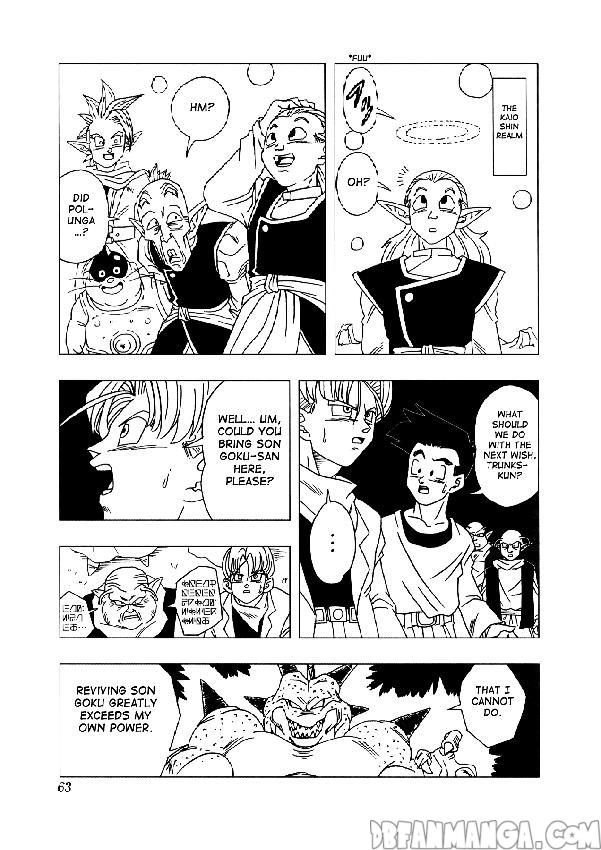 *FUU*
THE
KAIO
SHIN
REALM
OH?
HM?
DID
POL-
UNGA
...?
WHAT
SHOULD
WE DO
WITH THE
NEXT WISH,
TRUNKS-
KUN?
...
WELL... UM,
COULD YOU
BRING SON
GOKU-SAN
HERE,
PLEASE?
THAT I
CANNOT
DO.
REVIVING SON
GOKU GREATLY
EXCEEDS MY
OWN POWER.
63
DBFANMANGA.COM